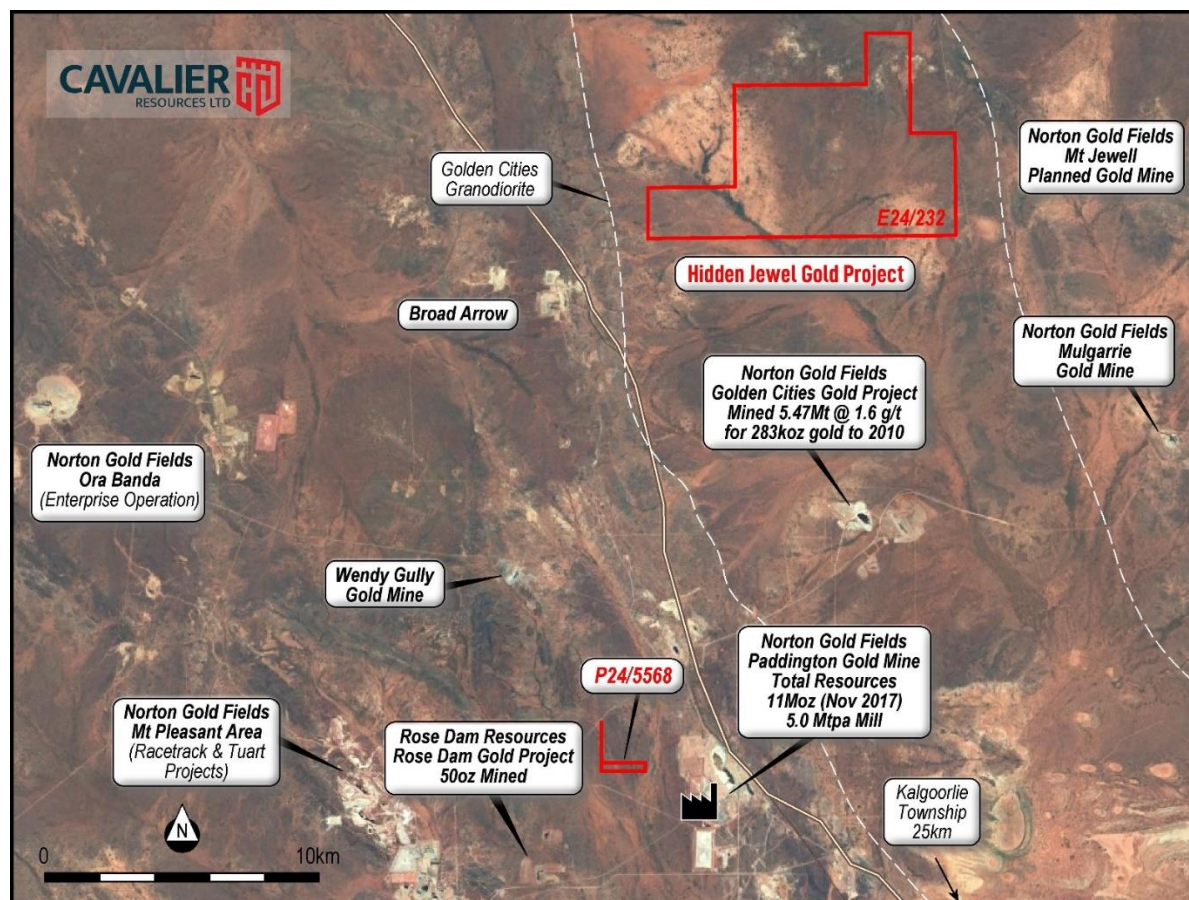 CAVALIER
RESOURCES LTD
Golden Cities
Granodiorite
Norton Gold Fields
Mt Jewell
Planned Gold Mine
E24/232
Hidden Jewel Gold Project
Broad Arrow
Norton Gold Fields
Mulgarrie
Gold Mine
Norton Gold Fields
Golden Cities Gold Project
Mined 5.47Mt @ 1.6 g/t
for 283koz gold to 2010
Norton Gold Fields
Ora Banda
(Enterprise Operation)
Wendy Gully
Gold Mine
P24/5568
Norton Gold Fields
Paddington Gold Mine
Total Resources
11Moz (Nov 2017)
5.0 Mtpa Mill
Norton Gold Fields
Mt Pleasant Area
(Racetrack & Tuart
Projects)
Rose Dam Resources
Rose Dam Gold Project
50oz Mined
Kalgoorlie
Township
25km
N
0
10km